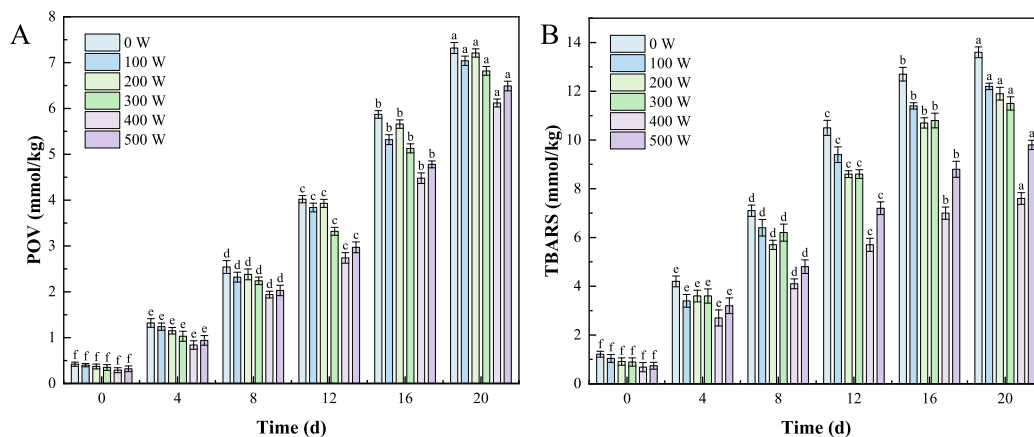 A
POV (mmol/kg)
8
7
6
5
4
3
2
1
0
0 W
100 W
200 W
300 W
400 W
500 W
f f f f f f
e e e e e e
d d d d d d
c c c c c c
b b b b b b
a a a a a a
0 4 8 12 16 20
Time (d)
B
TBARS (mmol/kg)
14
12
10
8
6
4
2
0
0 W
100 W
200 W
300 W
400 W
500 W
f f f f f f
e e e e e e
d d d d d d
c c c c c c
b b b b b b
a a a a a a
0 4 8 12 16 20
Time (d)